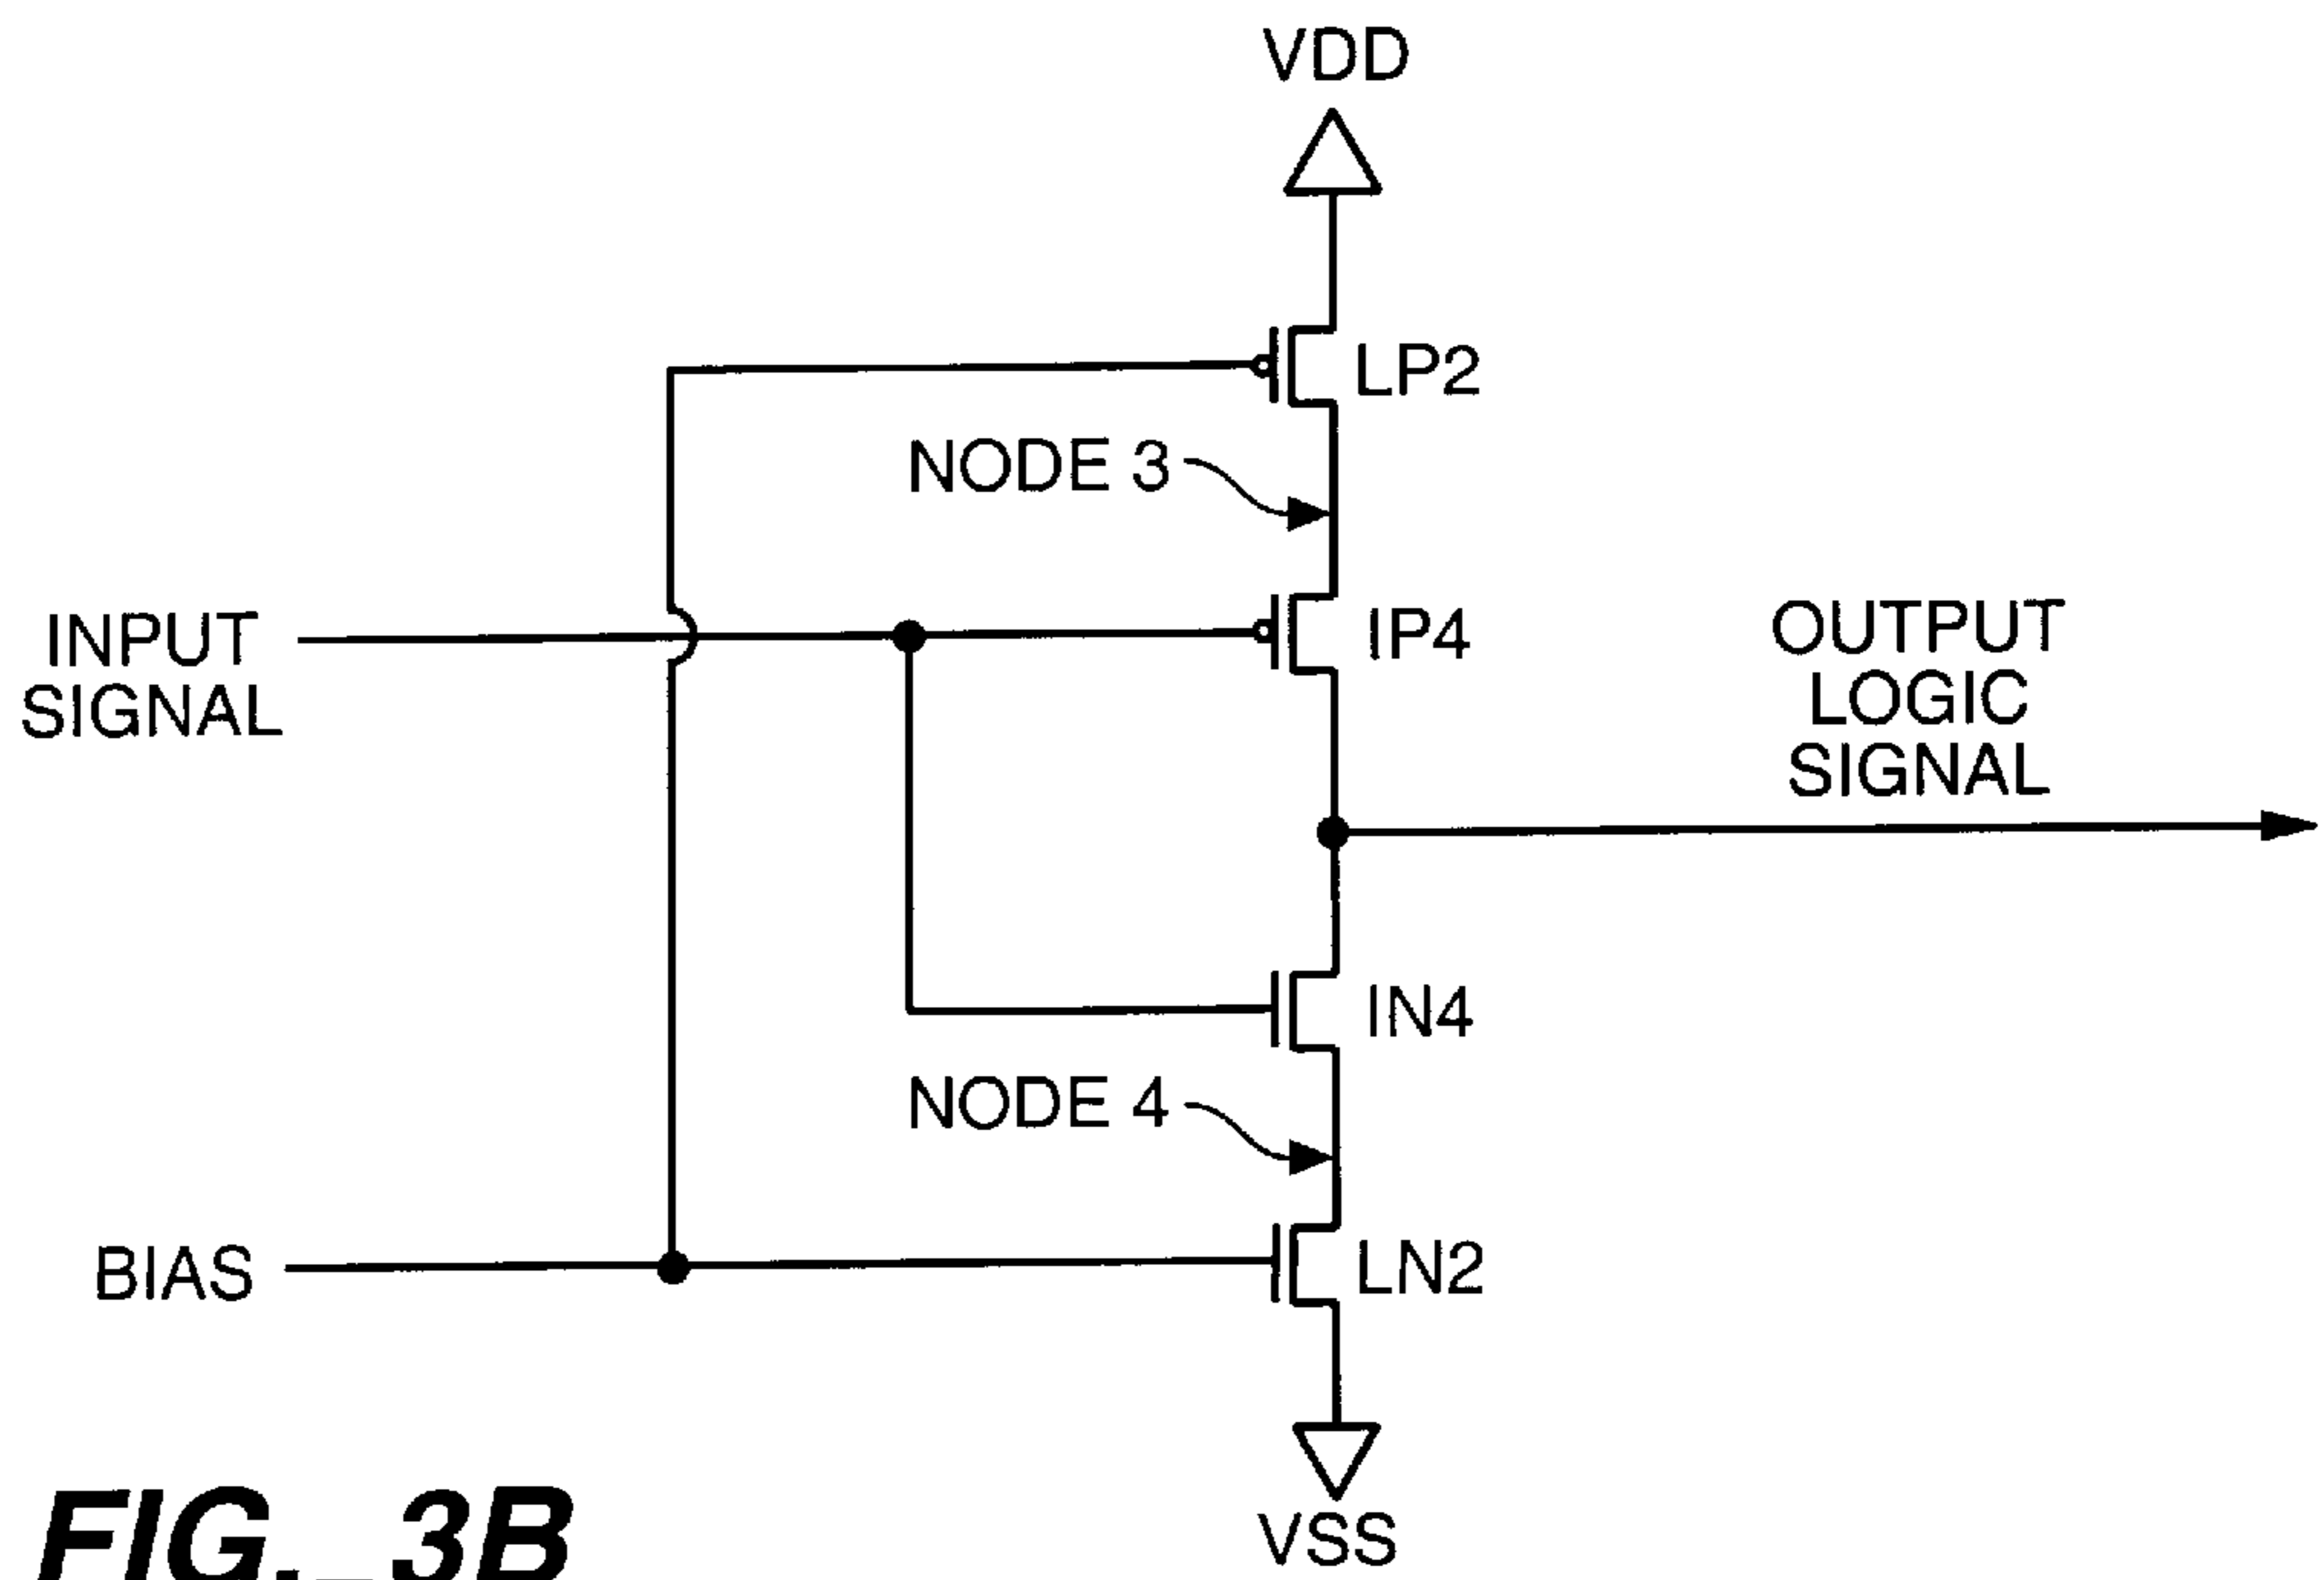 VDD
LP2
NODE 3
INPUT
SIGNAL
IP4
OUTPUT
LOGIC
SIGNAL
IN4
NODE 4
BIAS
LN2
VSS
FIG._3B